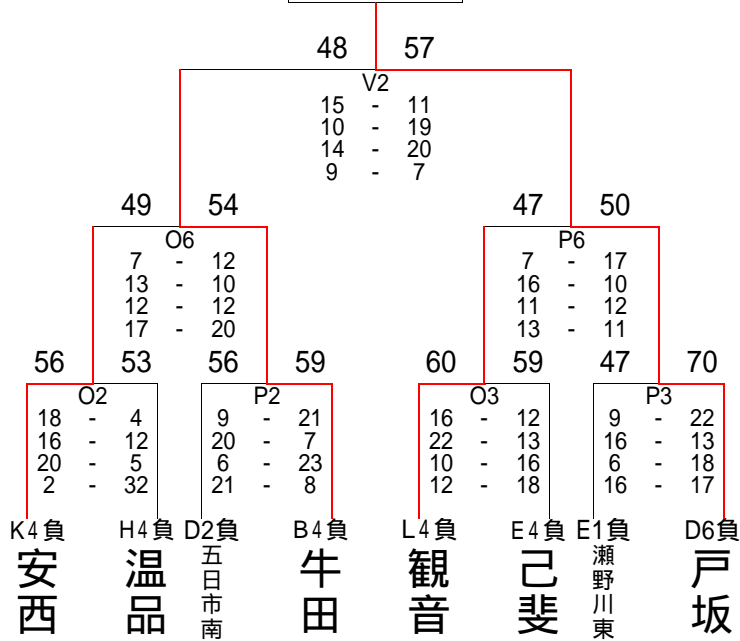 48 57
V2
15 - 11
10 - 19
14 - 20
9 - 7
49 54
O6
7 - 12
13 - 10
12 - 12
17 - 20
47 50
P6
7 - 17
16 - 10
11 - 12
13 - 11
56 53
O2
18 - 4
16 - 12
20 - 5
2 - 32
56 59
P2
9 - 21
20 - 7
6 - 23
21 - 8
60 59
O3
16 - 12
22 - 13
10 - 16
12 - 18
47 70
P3
9 - 22
16 - 13
6 - 18
16 - 17
K4負
安西
H4負
温品
D2負
五日市南
B4負
牛田
L4負
観音
E4負
己斐
E1負
瀬野川東
D6負
戸坂